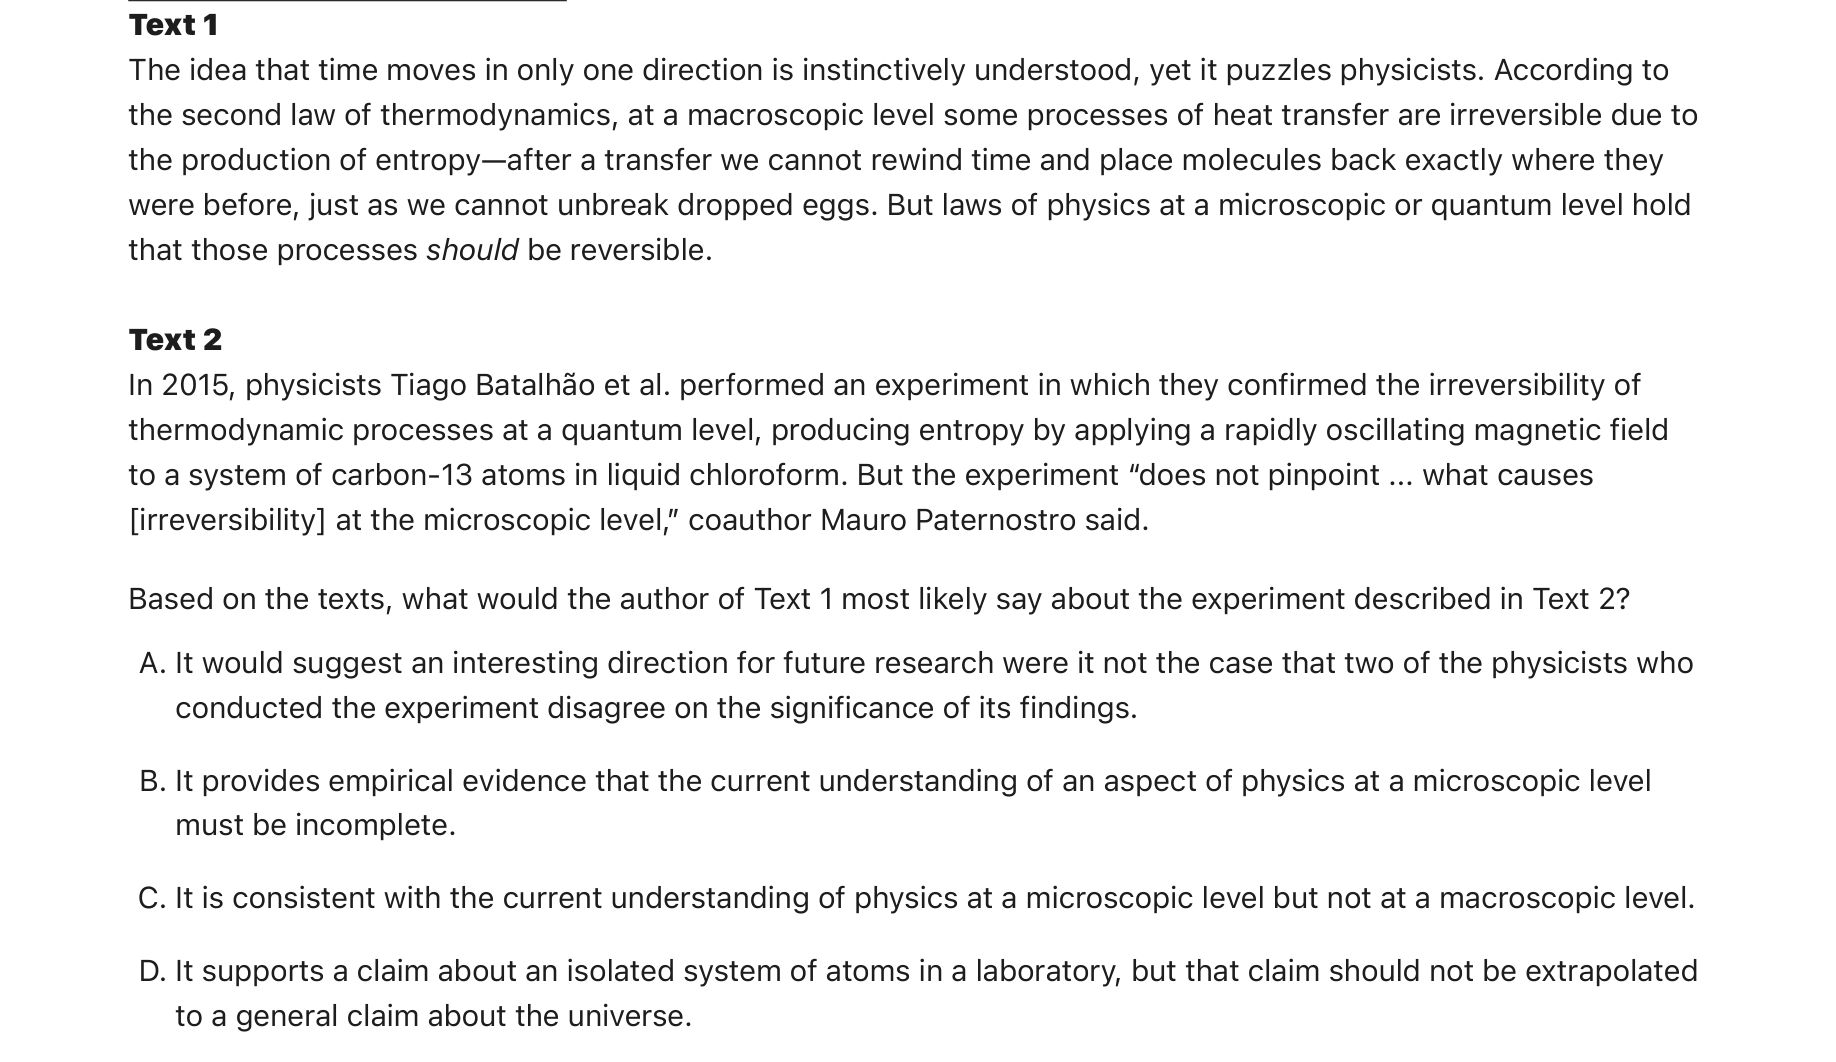 Text 1
The idea that time moves in only one direction is instinctively understood, yet it puzzles physicists. According to
the second law of thermodynamics, at a macroscopic level some processes of heat transfer are irreversible due to
the production of entropy—after a transfer we cannot rewind time and place molecules back exactly where they
were before, just as we cannot unbreak dropped eggs. But laws of physics at a microscopic or quantum level hold
that those processes should be reversible.
Text 2
In 2015, physicists Tiago Batalhão et al. performed an experiment in which they confirmed the irreversibility of
thermodynamic processes at a quantum level, producing entropy by applying a rapidly oscillating magnetic field
to a system of carbon-13 atoms in liquid chloroform. But the experiment “does not pinpoint ... what causes
[irreversibility] at the microscopic level,” coauthor Mauro Paternostro said.
Based on the texts, what would the author of Text 1 most likely say about the experiment described in Text 2?
A. It would suggest an interesting direction for future research were it not the case that two of the physicists who
conducted the experiment disagree on the significance of its findings.
B. It provides empirical evidence that the current understanding of an aspect of physics at a microscopic level
must be incomplete.
C. It is consistent with the current understanding of physics at a microscopic level but not at a macroscopic level.
D. It supports a claim about an isolated system of atoms in a laboratory, but that claim should not be extrapolated
to a general claim about the universe.